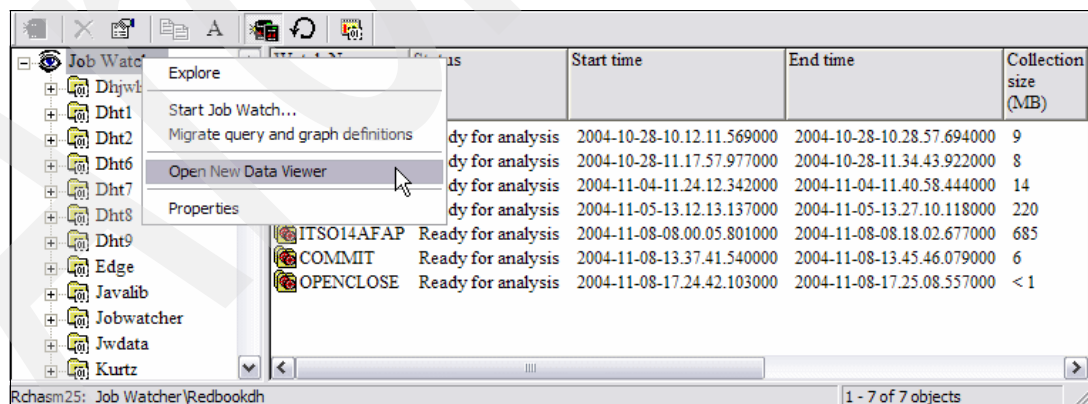 A
Job Watc
Status
Start time
End time
Collection
size
(MB)
Explore
Start Job Watch...
Migrate query and graph definitions
Open New Data Viewer
Properties
Dhjwl
Dht1
Dht2
Dht6
Dht7
Dht8
Dht9
Edge
Javalib
Jobwatcher
Jwdata
Kurtz
dy for analysis 2004-10-28-10.12.11.569000 2004-10-28-10.28.57.694000 9
dy for analysis 2004-10-28-11.17.57.977000 2004-10-28-11.34.43.922000 8
dy for analysis 2004-11-04-11.24.12.342000 2004-11-04-11.40.58.444000 14
dy for analysis 2004-11-05-13.12.13.137000 2004-11-05-13.27.10.118000 220
ITSO14AFAP Ready for analysis 2004-11-08-08.00.05.801000 2004-11-08-08.18.02.677000 685
COMMIT Ready for analysis 2004-11-08-13.37.41.540000 2004-11-08-13.45.46.079000 6
OPENCLOSE Ready for analysis 2004-11-08-17.24.42.103000 2004-11-08-17.25.08.557000 < 1
Rchasm25: Job Watcher\Redbookdh
1 - 7 of 7 objects